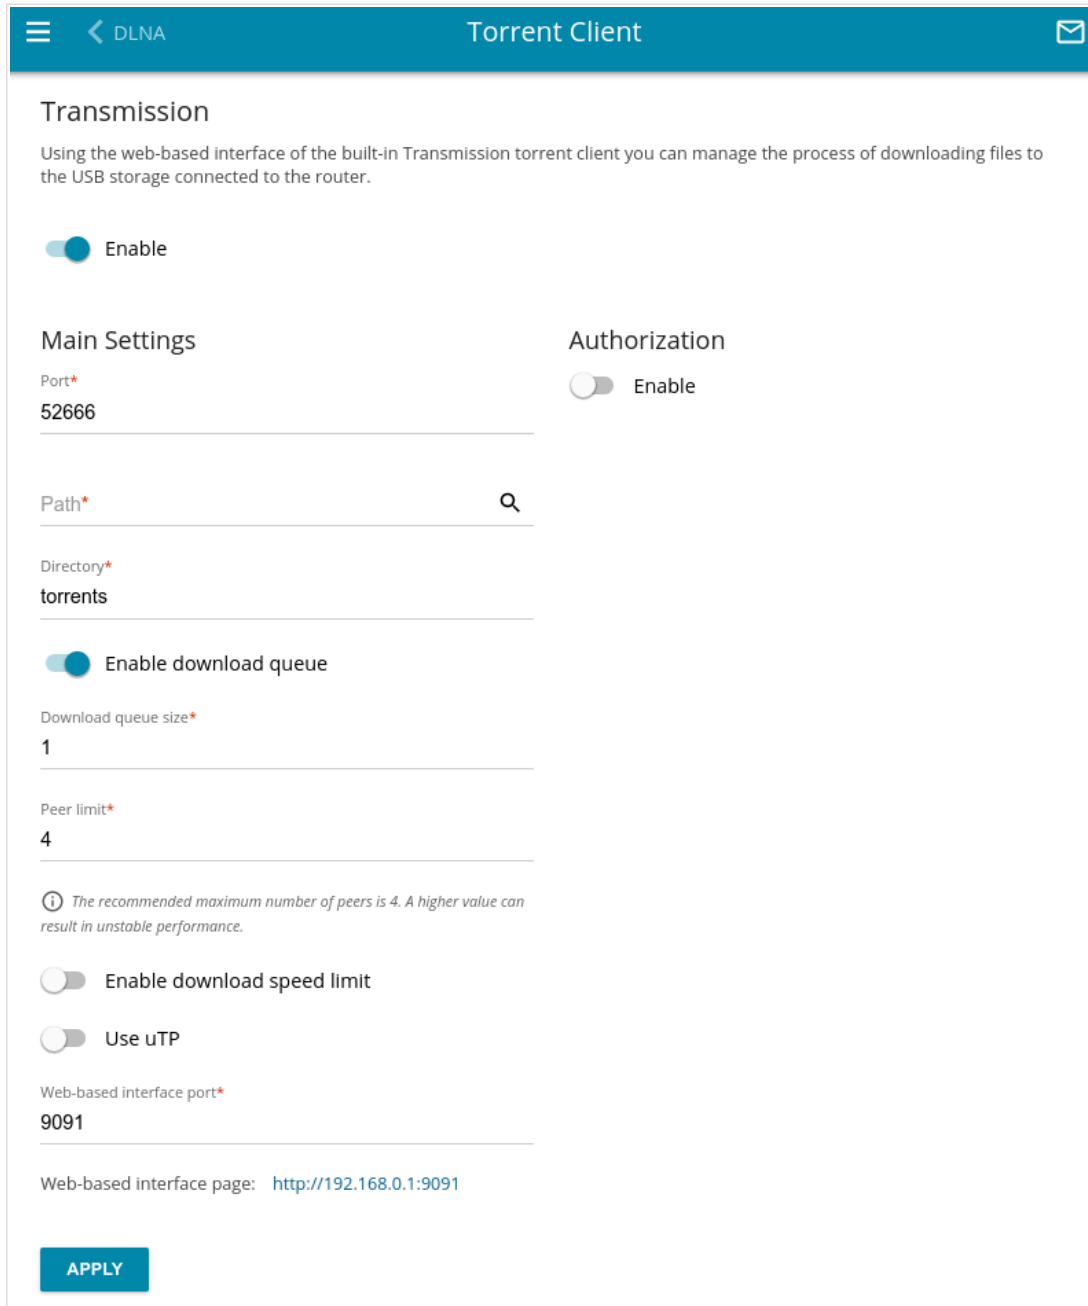 DLNA
Torrent Client
Transmission
Using the web-based interface of the built-in Transmission torrent client you can manage the process of downloading files to
the USB storage connected to the router.
Enable
Main Settings
Port*
52666
Path*
Directory*
torrents
Enable download queue
Download queue size*
1
Peer limit*
4
The recommended maximum number of peers is 4. A higher value can
result in unstable performance.
Enable download speed limit
Use uTP
Web-based interface port*
9091
Web-based interface page: http://192.168.0.1:9091
APPLY
Authorization
Enable